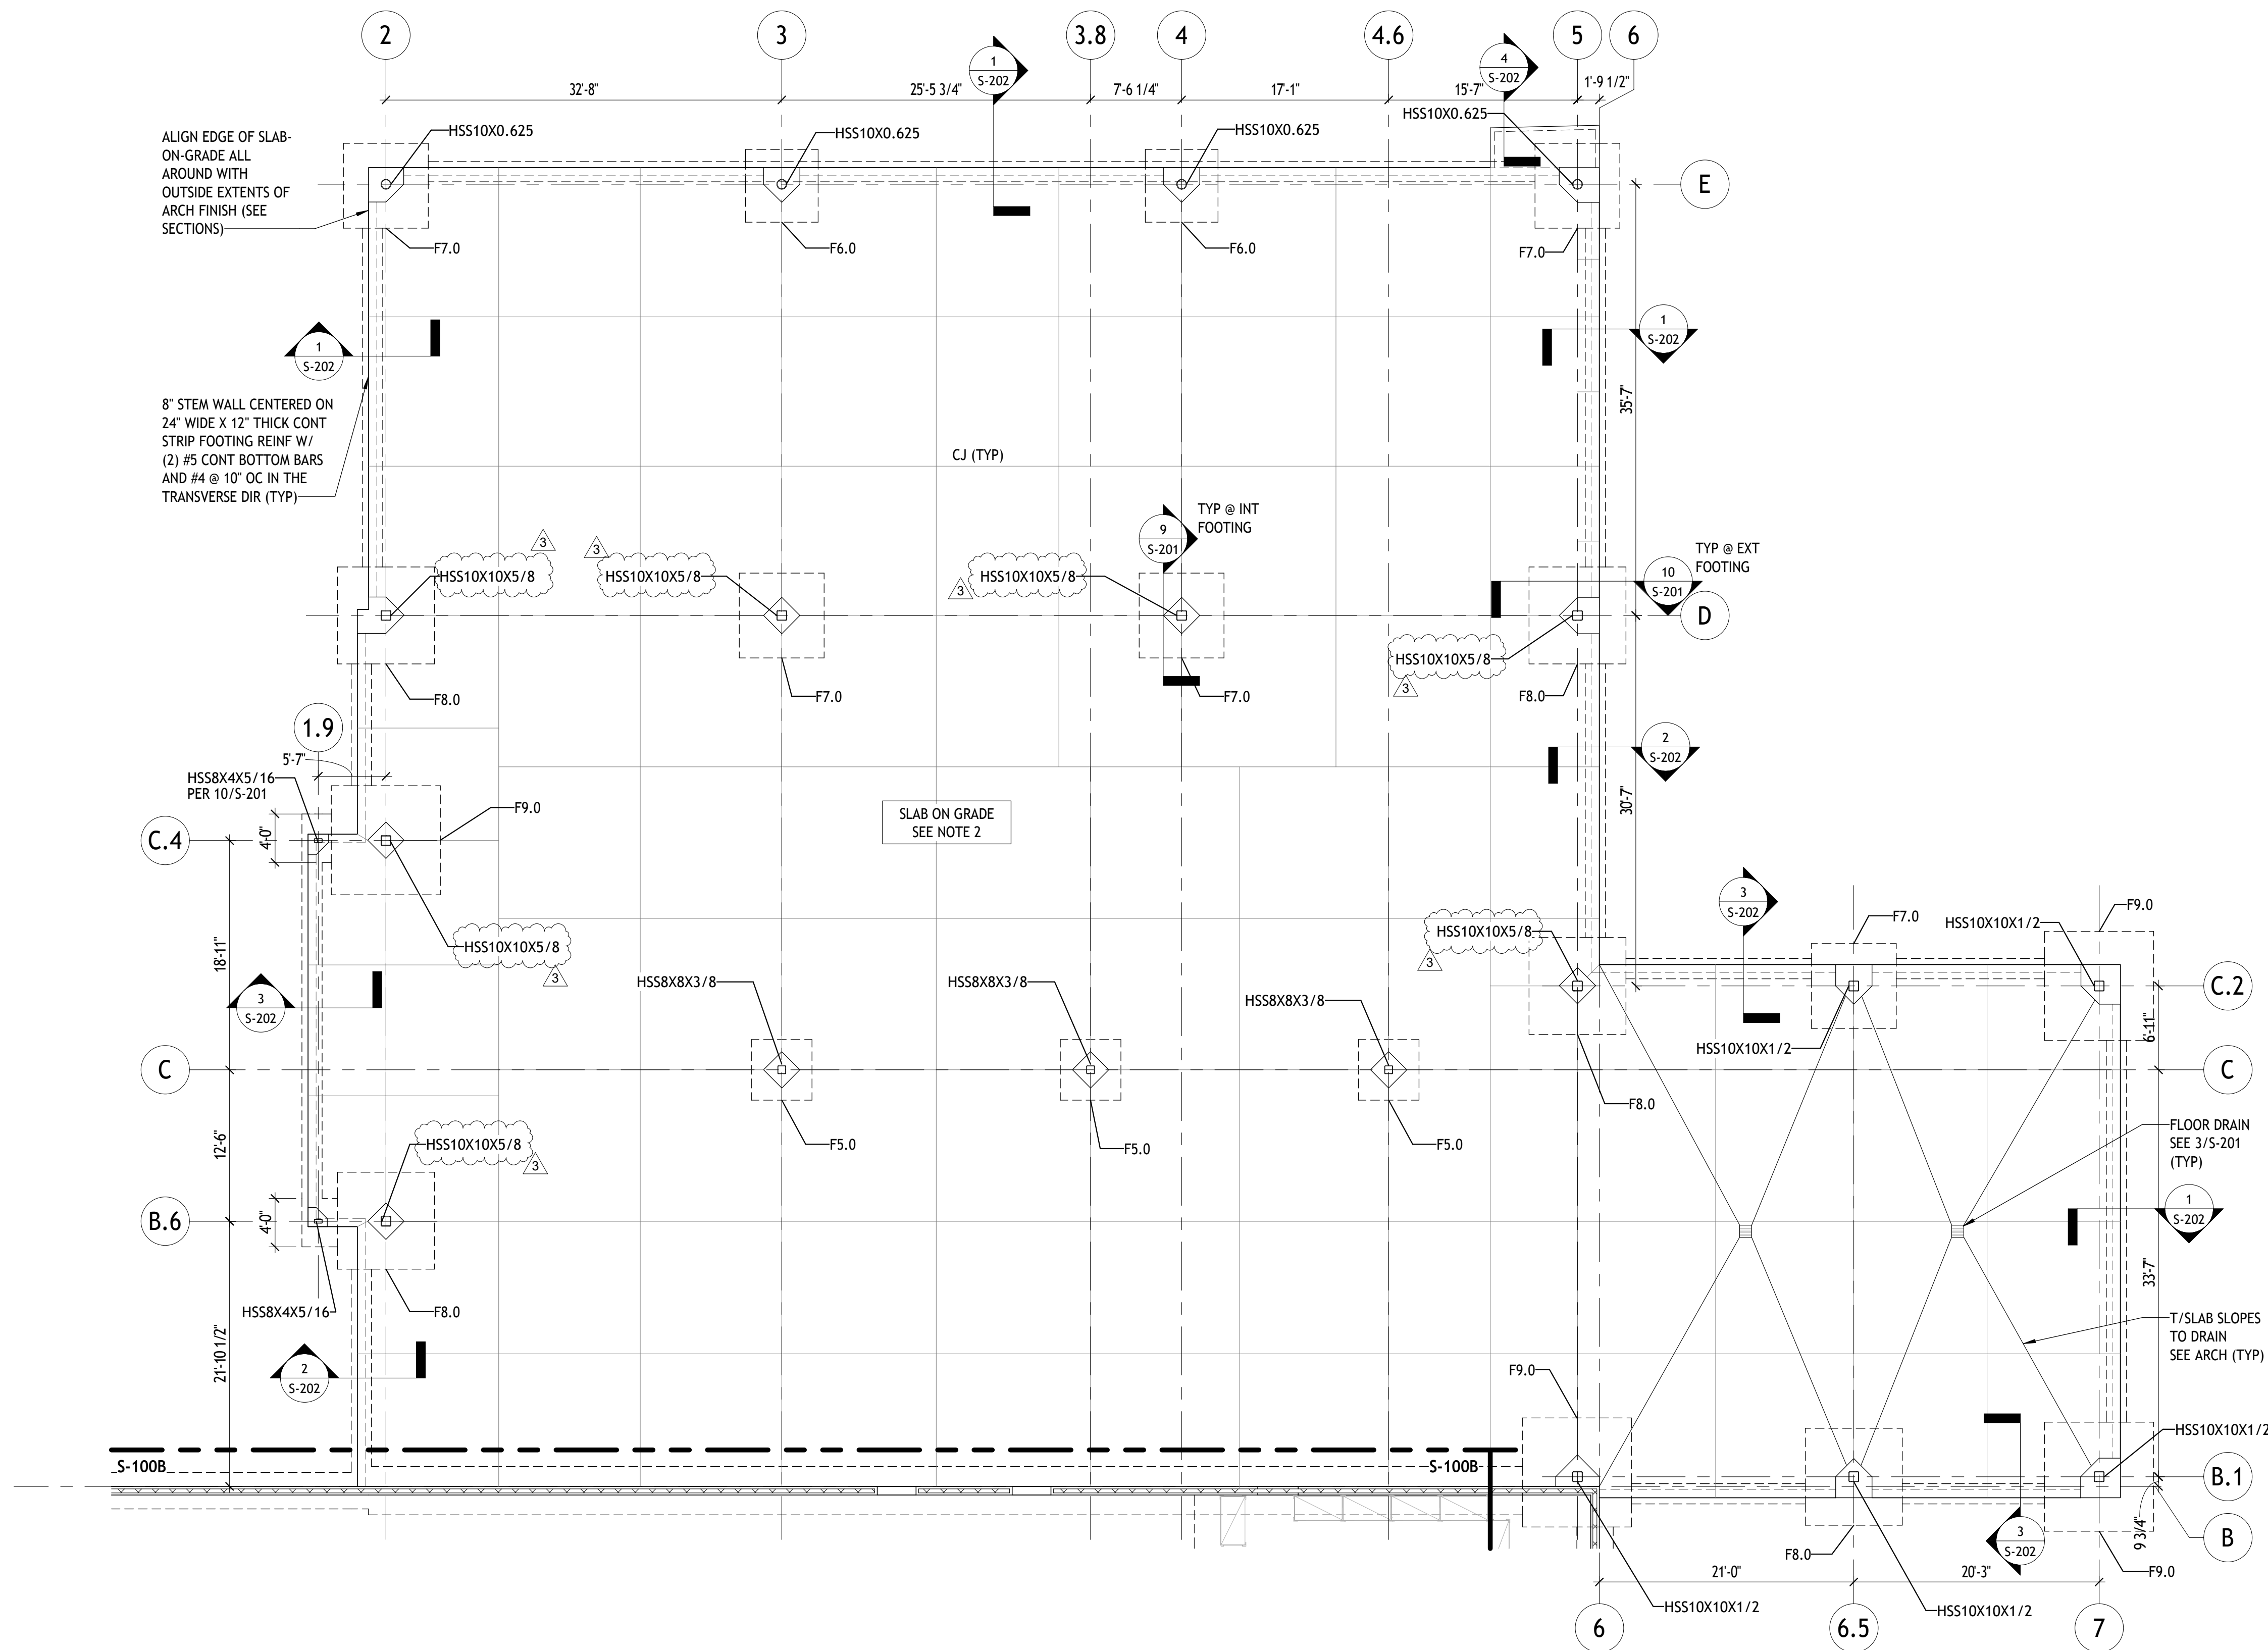 2
3
3.8
4
4.6
5
6
1
S-202
4
S-202
32'-8"
25'-5 3/4"
7'-6 1/4"
17'-1"
15'-7"
1'-9 1/2"
HSS10X0.625
HSS10X0.625
HSS10X0.625
HSS10X0.625
ALIGN EDGE OF SLAB-
ON-GRADE ALL
AROUND WITH
OUTSIDE EXTENTS OF
ARCH FINISH (SEE
SECTIONS)
E
F7.0
F6.0
F6.0
F7.0
1
S-202
1
S-202
35'-7"
8" STEM WALL CENTERED ON
24" WIDE X 12" THICK CONT
STRIP FOOTING REINF W/
(2) #5 CONT BOTTOM BARS
AND #4 @ 10" OC IN THE
TRANSVERSE DIR (TYP)
CJ (TYP)
9
S-201
TYP @ INT
FOOTING
TYP @ EXT
FOOTING
10
S-201
3
3
3
HSS10X10X5/8
HSS10X10X5/8
HSS10X10X5/8
D
HSS10X10X5/8
3
F8.0
F7.0
F7.0
F8.0
1.9
5'-7"
2
S-202
HSS8X4X5/16
PER 10/S-201
F9.0
SLAB ON GRADE
SEE NOTE 2
30'-7"
C.4
4'-0"
3
S-202
F7.0
F9.0
HSS10X10X1/2
HSS10X10X5/8
3
HSS10X10X5/8
3
18'-11"
HSS8X8X3/8
HSS8X8X3/8
HSS8X8X3/8
C.2
3
S-202
HSS10X10X1/2
6'-11"
C
C
F8.0
12'-6"
HSS10X10X5/8
3
F5.0
F5.0
F5.0
FLOOR DRAIN
SEE 3/S-201
(TYP)
B.6
4'-0"
1
S-202
33'-7"
HSS8X4X5/16
F8.0
21'-10 1/2"
2
S-202
F9.0
T/SLAB SLOPES
TO DRAIN
SEE ARCH (TYP)
S-100B
S-100B
HSS10X10X1/2
B.1
9 3/4"
B
3
S-202
F8.0
F9.0
21'-0"
20'-3"
HSS10X10X1/2
HSS10X10X1/2
6
6.5
7